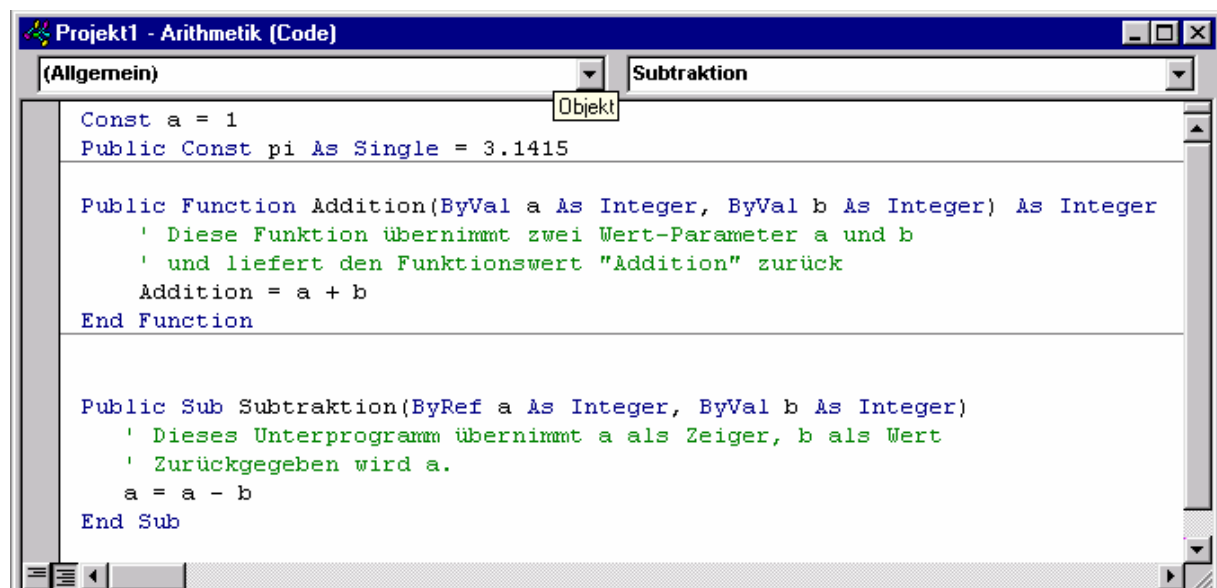 Projekt1 - Arithmetik (Code)
(Allgemein) Subtraktion
Objekt
Const a = 1
Public Const pi As Single = 3.1415
Public Function Addition(ByVal a As Integer, ByVal b As Integer) As Integer
' Diese Funktion übernimmt zwei Wert-Parameter a und b
' und liefert den Funktionswert "Addition" zurück
Addition = a + b
End Function
Public Sub Subtraktion(ByRef a As Integer, ByVal b As Integer)
' Dieses Unterprogramm übernimmt a als Zeiger, b als Wert
' Zurückgegeben wird a.
a = a - b
End Sub